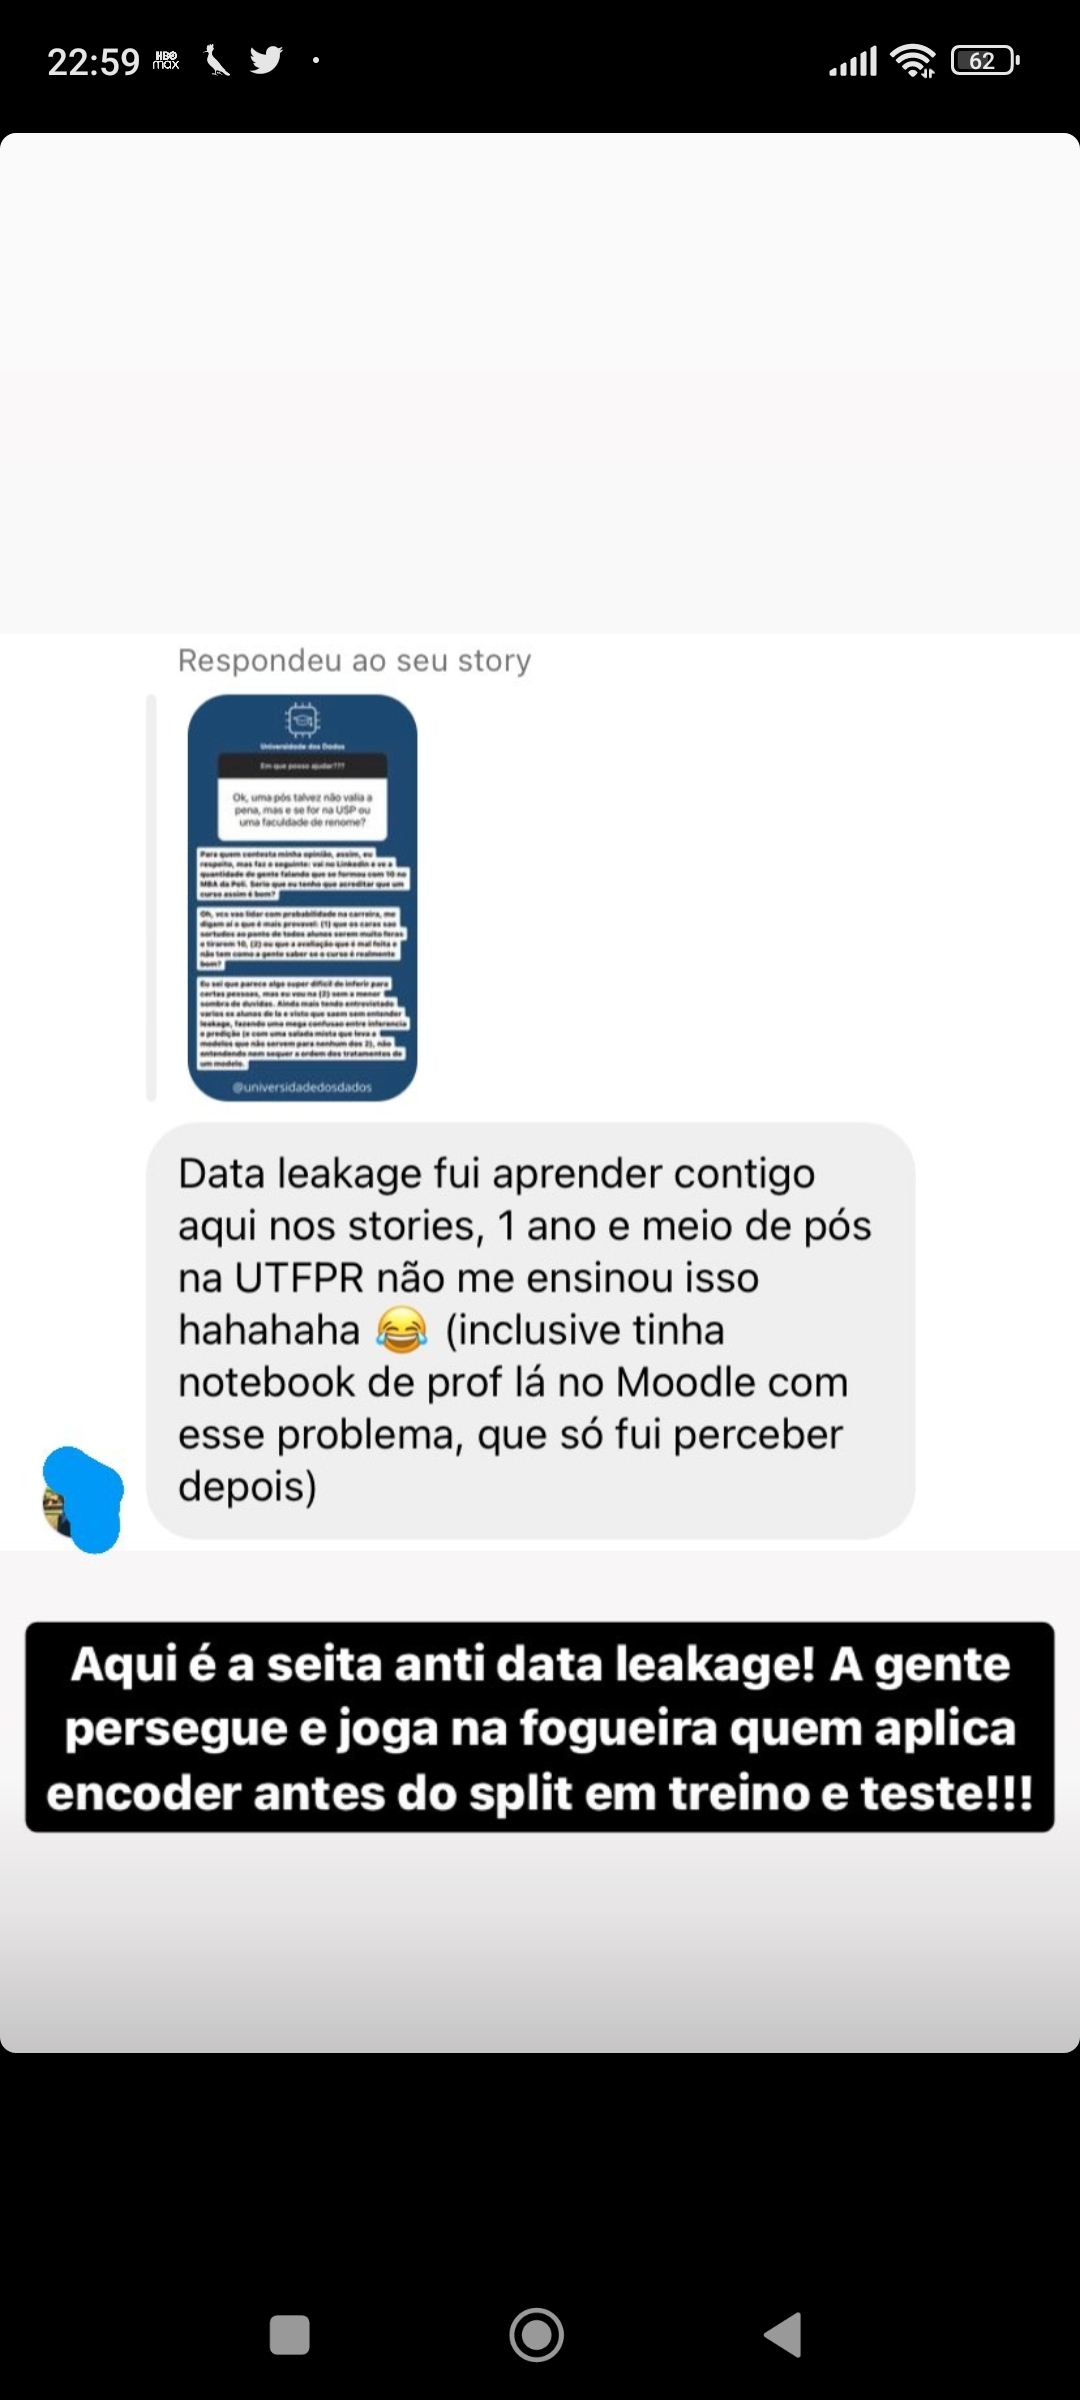 22:59 HBO max 62
Respondeu ao seu story
Universidade dos Dados
Em que posso ajudar???
Ok, uma pós talvez não valia a
pena, mas e se for na USP ou
uma faculdade de renome?
Para quem contesta minha opinião, assim, eu
respeito, mas faz o seguinte: vai no LinkedIn e ve a
quantidade de gente falando que se formou com 10 no
MBA da Poli. Serio que eu tenho que acreditar que um
curso assim é bom?
Oh, vcs vao lidar com probabilidade na carreira, me
digam ai o que é mais provavel: (1) que os caras sao
sortudos ao ponto de todos alunos serem muito feras
e tirarem 10, (2) ou que a avaliação que é mal feita e
não tem como a gente saber se o curso é realmente
bom?
Eu sei que parece algo super dificil de inferir para
certas pessoas, mas eu vou na (2) sem a menor
sombra de duvidas. Ainda mais tendo entrevistado
varios ex alunos de la e visto que saem sem entender
leakage, fazendo uma mega confusao entre inferencia
e predição (e com uma salada mista que leva a
modelos que não servem para nenhum dos 2), não
entendendo nem sequer a ordem dos tratamentos de
um modelo.
@universidadedosdados
Data leakage fui aprender contigo
aqui nos stories, 1 ano e meio de pós
na UTFPR não me ensinou isso
hahahaha 😂 (inclusive tinha
notebook de prof lá no Moodle com
esse problema, que só fui perceber
depois)
Aqui é a seita anti data leakage! A gente
persegue e joga na fogueira quem aplica
encoder antes do split em treino e teste!!!